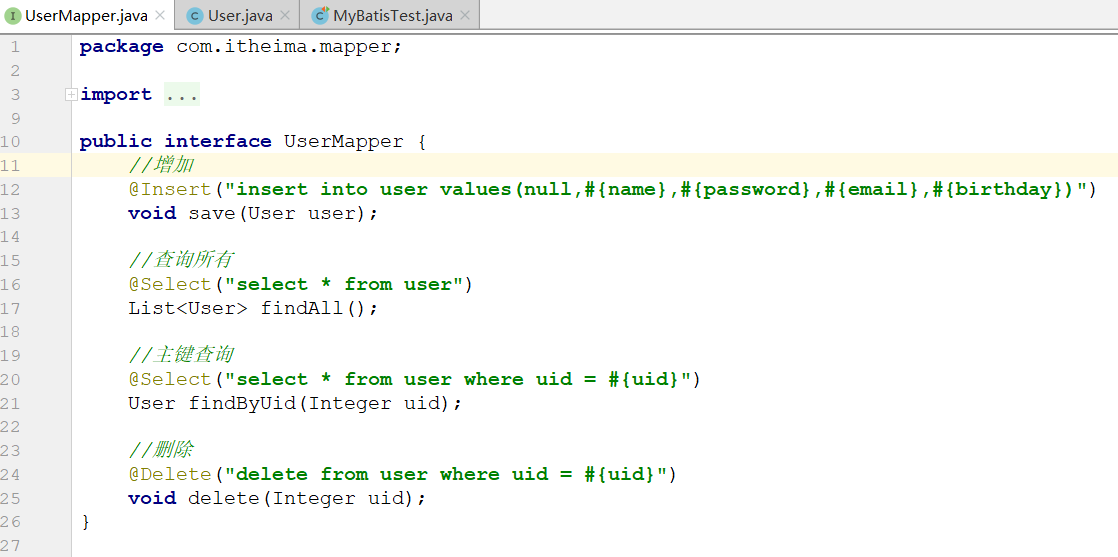 UserMapper.java User.java MyBatisTest.java
1 package com.itheima.mapper;
2
3 import ...
9
10 public interface UserMapper {
11 //增加
12 @Insert("insert into user values(null,#{name},#{password},#{email},#{birthday})")
13 void save(User user);
14
15 //查询所有
16 @Select("select * from user")
17 List<User> findAll();
18
19 //主键查询
20 @Select("select * from user where uid = #{uid}")
21 User findByUid(Integer uid);
22
23 //删除
24 @Delete("delete from user where uid = #{uid}")
25 void delete(Integer uid);
26 }
27